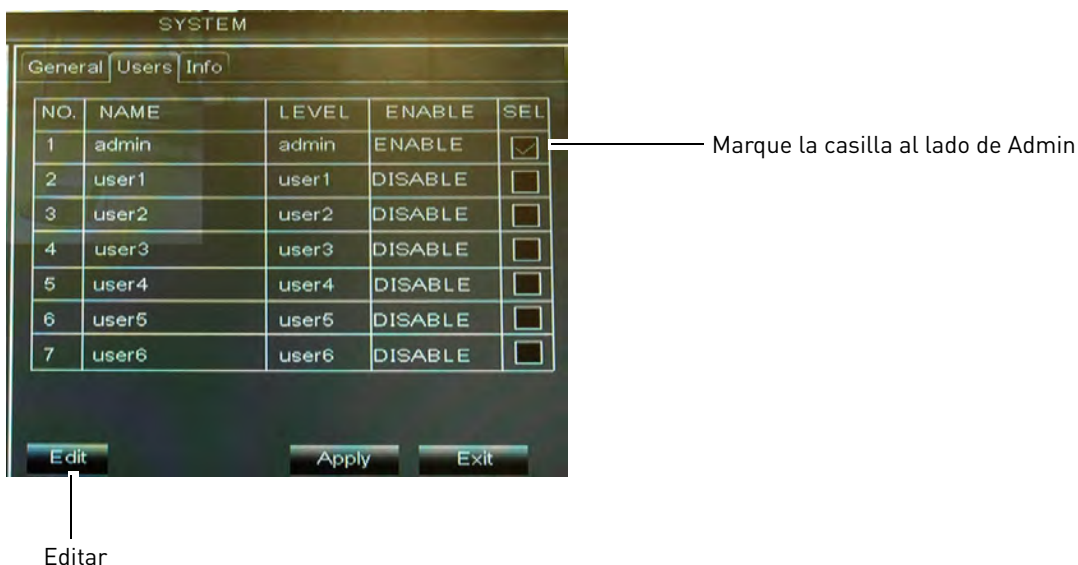 SYSTEM
General Users Info
NO. NAME LEVEL ENABLE SEL
1 admin admin ENABLE
2 user1 user1 DISABLE
3 user2 user2 DISABLE
4 user3 user3 DISABLE
5 user4 user4 DISABLE
6 user5 user5 DISABLE
7 user6 user6 DISABLE
Edit Apply Exit
Marque la casilla al lado de Admin
Editar